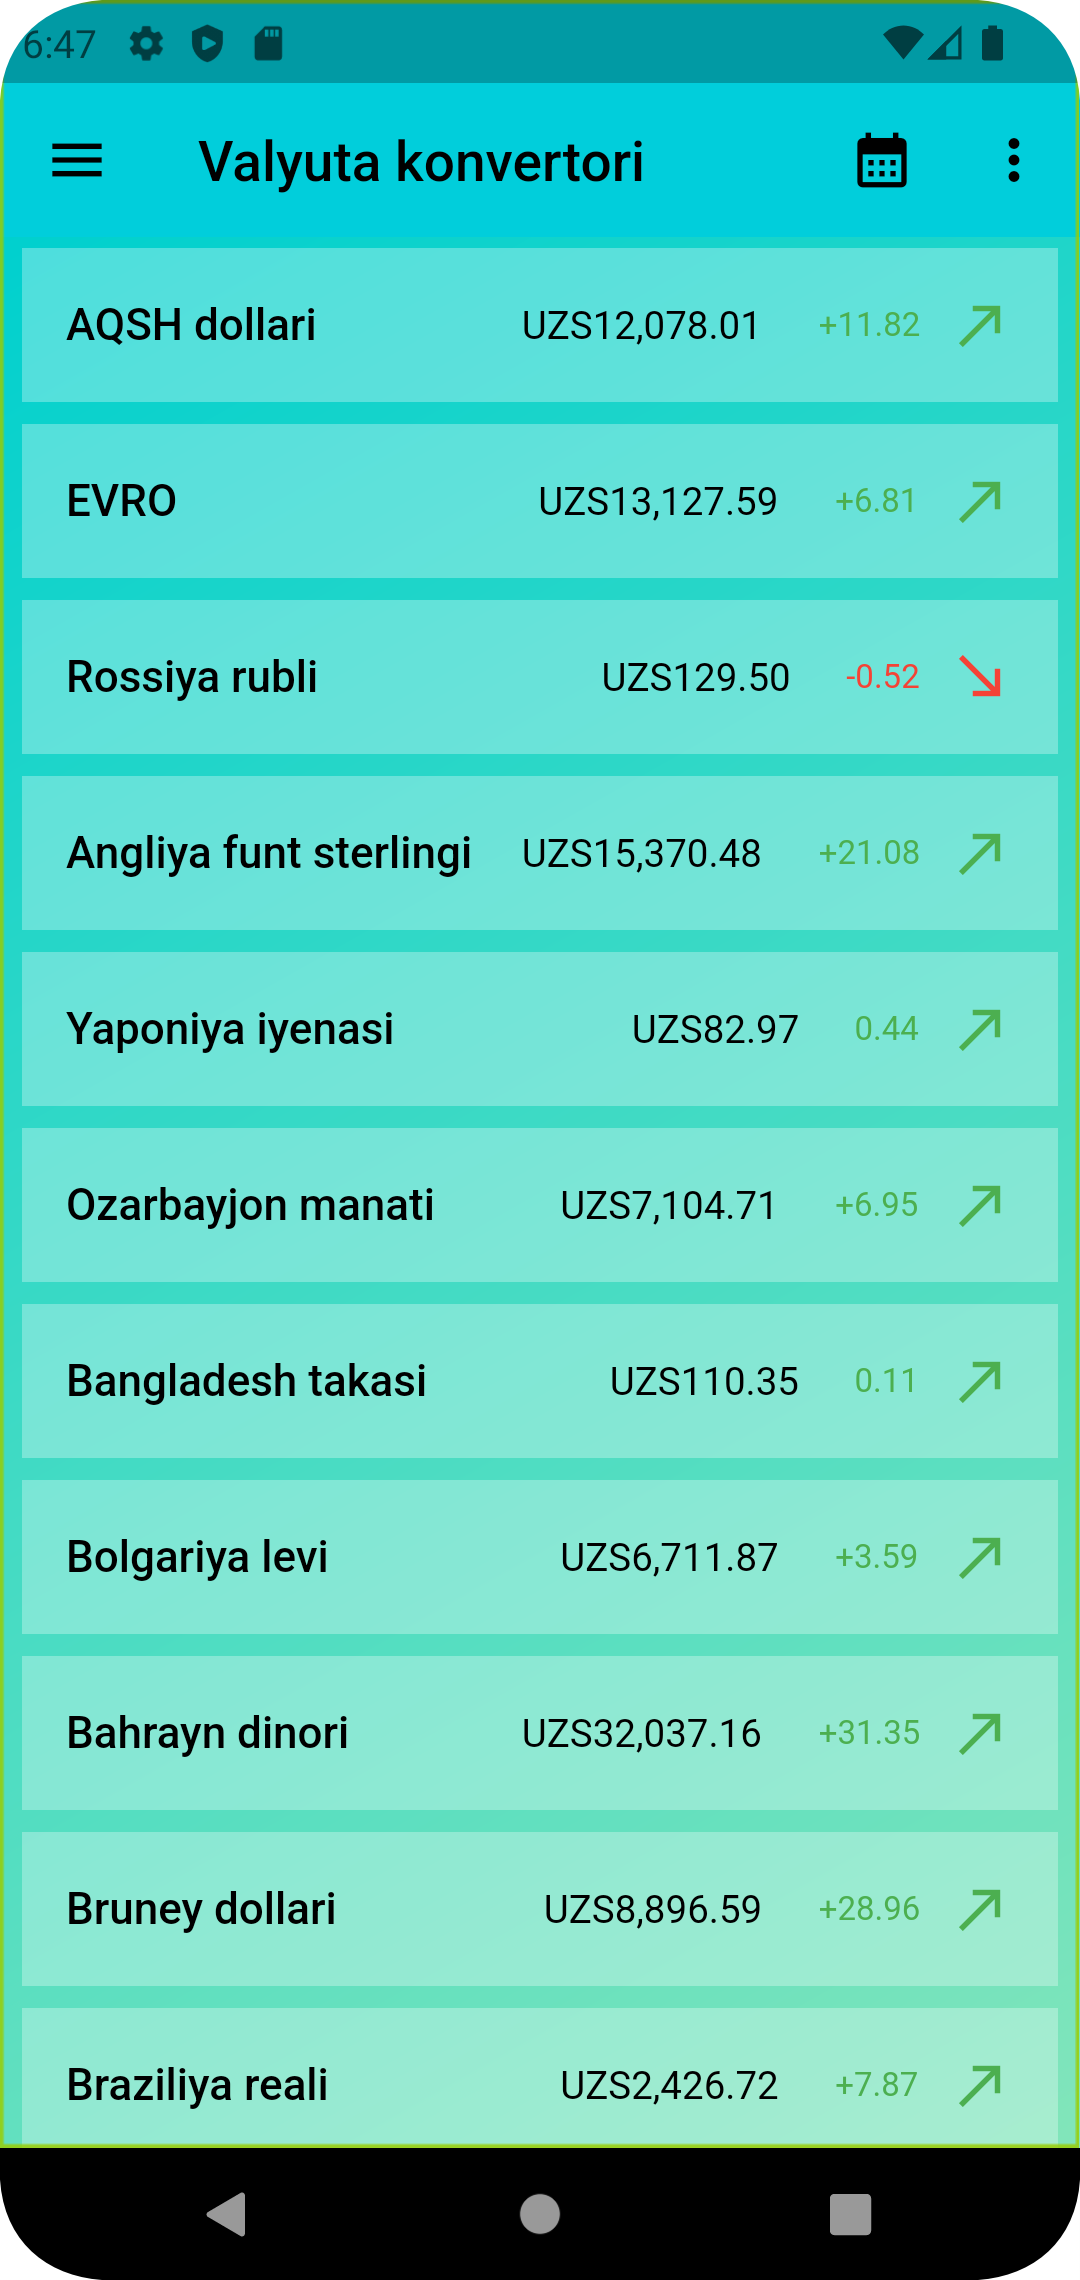 6:47
Valyuta konvertori
AQSH dollari UZS12,078.01 +11.82
EVRO UZS13,127.59 +6.81
Rossiya rubli UZS129.50 -0.52
Angliya funt sterlingi UZS15,370.48 +21.08
Yaponiya iyenasi UZS82.97 0.44
Ozarbayjon manati UZS7,104.71 +6.95
Bangladesh takasi UZS110.35 0.11
Bolgariya levi UZS6,711.87 +3.59
Bahrayn dinori UZS32,037.16 +31.35
Bruney dollari UZS8,896.59 +28.96
Braziliya reali UZS2,426.72 +7.87